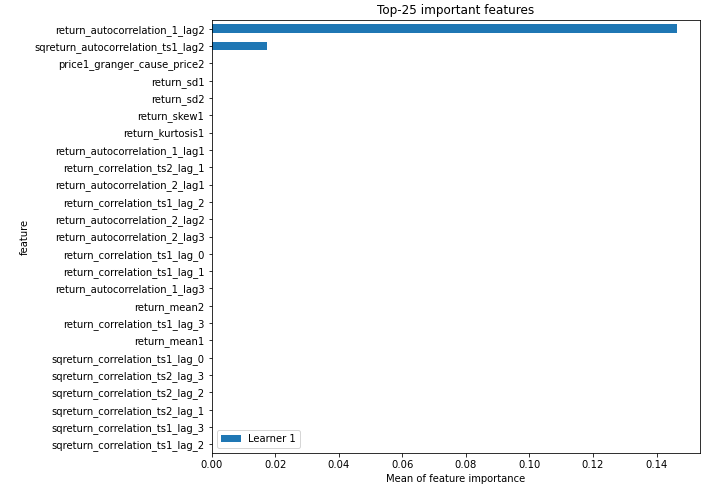 Top-25 important features
return_autocorrelation_1_lag2
sqreturn_autocorrelation_ts1_lag2
price1_granger_cause_price2
return_sd1
return_sd2
return_skew1
return_kurtosis1
return_autocorrelation_1_lag1
return_correlation_ts2_lag_1
return_autocorrelation_2_lag1
return_correlation_ts1_lag_2
return_autocorrelation_2_lag2
return_autocorrelation_2_lag3
return_correlation_ts1_lag_0
return_correlation_ts1_lag_1
return_autocorrelation_1_lag3
return_mean2
return_correlation_ts1_lag_3
return_mean1
sqreturn_correlation_ts1_lag_0
sqreturn_correlation_ts2_lag_3
sqreturn_correlation_ts2_lag_2
sqreturn_correlation_ts2_lag_1
sqreturn_correlation_ts1_lag_3
sqreturn_correlation_ts1_lag_2
feature
Learner 1
0.00 0.02 0.04 0.06 0.08 0.10 0.12 0.14
Mean of feature importance